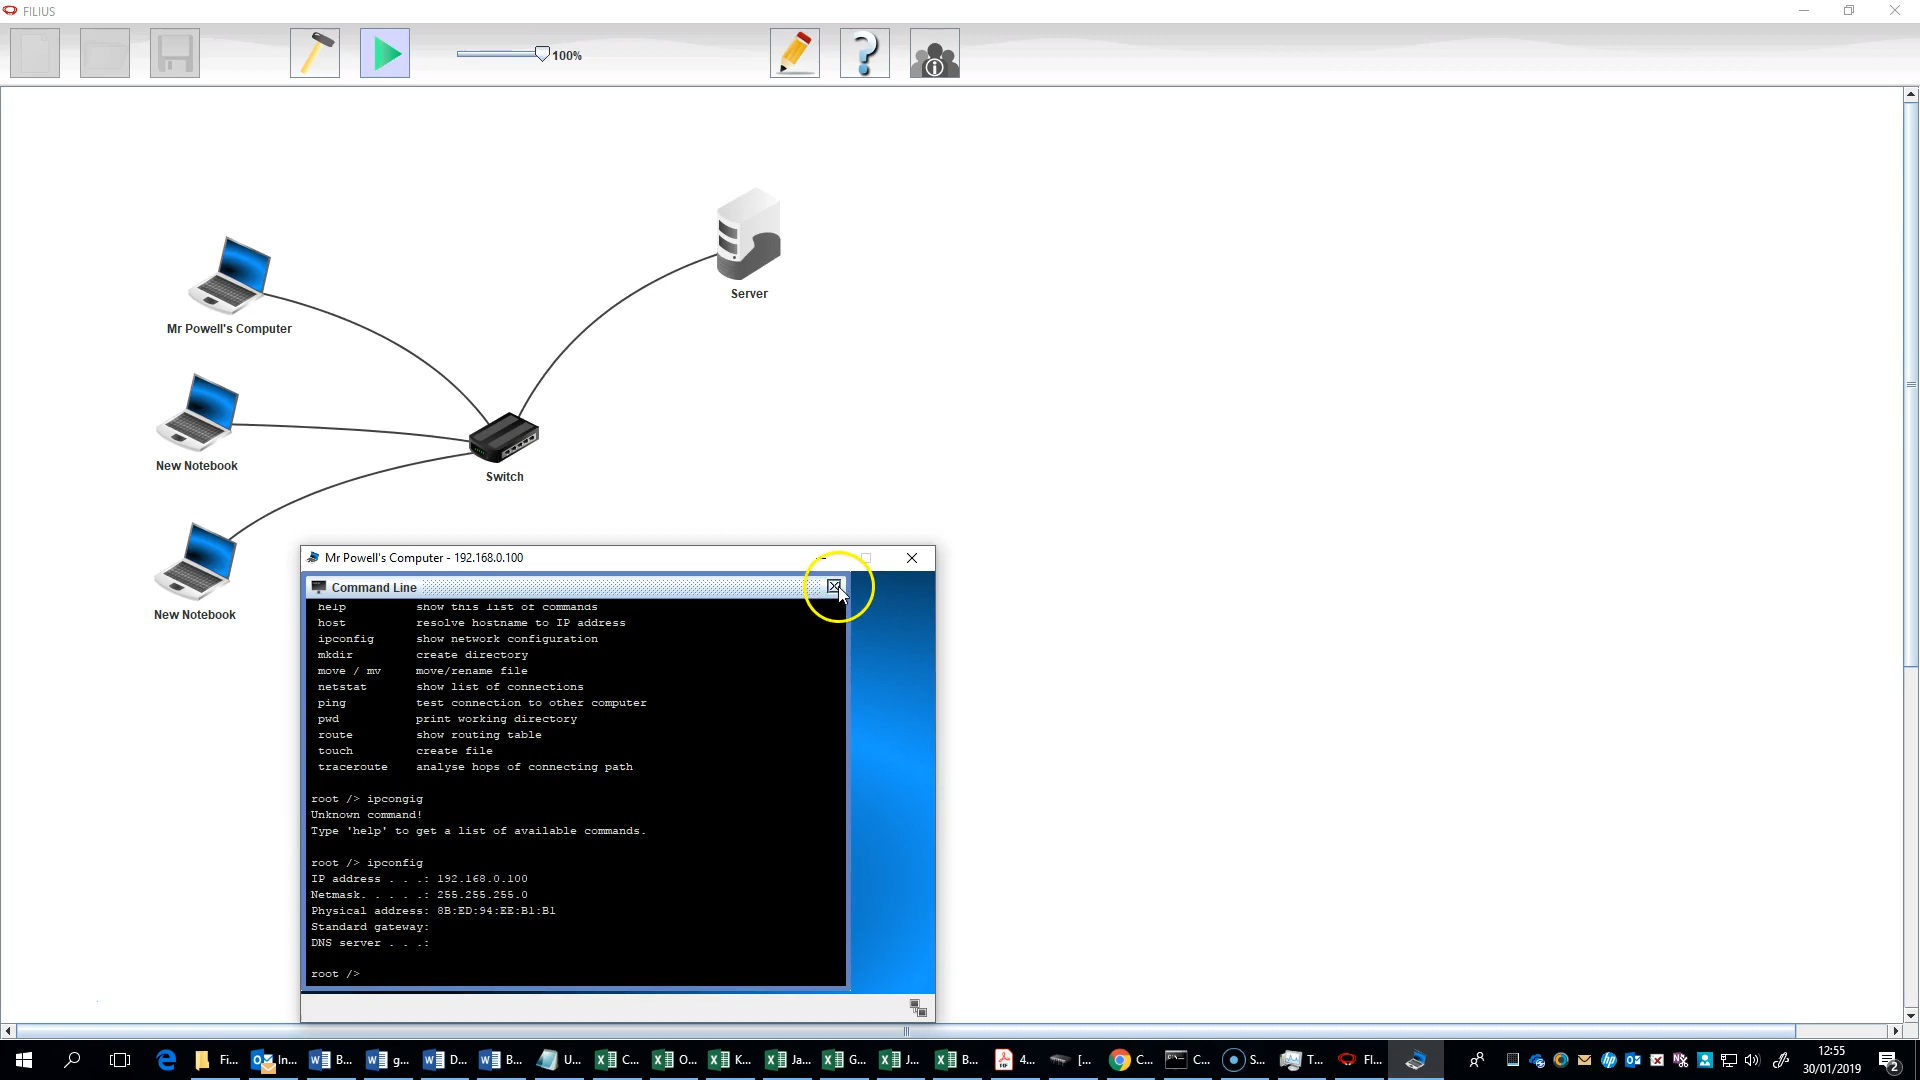 FILIUS
100%
Server
Mr Powell's Computer
New Notebook
Switch
New Notebook
Mr Powell's Computer - 192.168.0.100
Command Line
help show this list of commands
host resolve hostname to IP address
ipconfig show network configuration
mkdir create directory
move / mv move/rename file
netstat show list of connections
ping test connection to other computer
pwd print working directory
route show routing table
touch create file
traceroute analyse hops of connecting path
root /> ipcongig
Unknown command!
Type 'help' to get a list of available commands.
root /> ipconfig
IP address . . .: 192.168.0.100
Netmask. . . . .: 255.255.255.0
Physical address: 8B:ED:94:EE:B1:B1
Standard gateway:
DNS server . . .:
root />
Fi... In... B... g... D... B... U... C... O... K... Ja... G... J... B... 4... [... C... C... S... T... FI...
12:55
30/01/2019
2